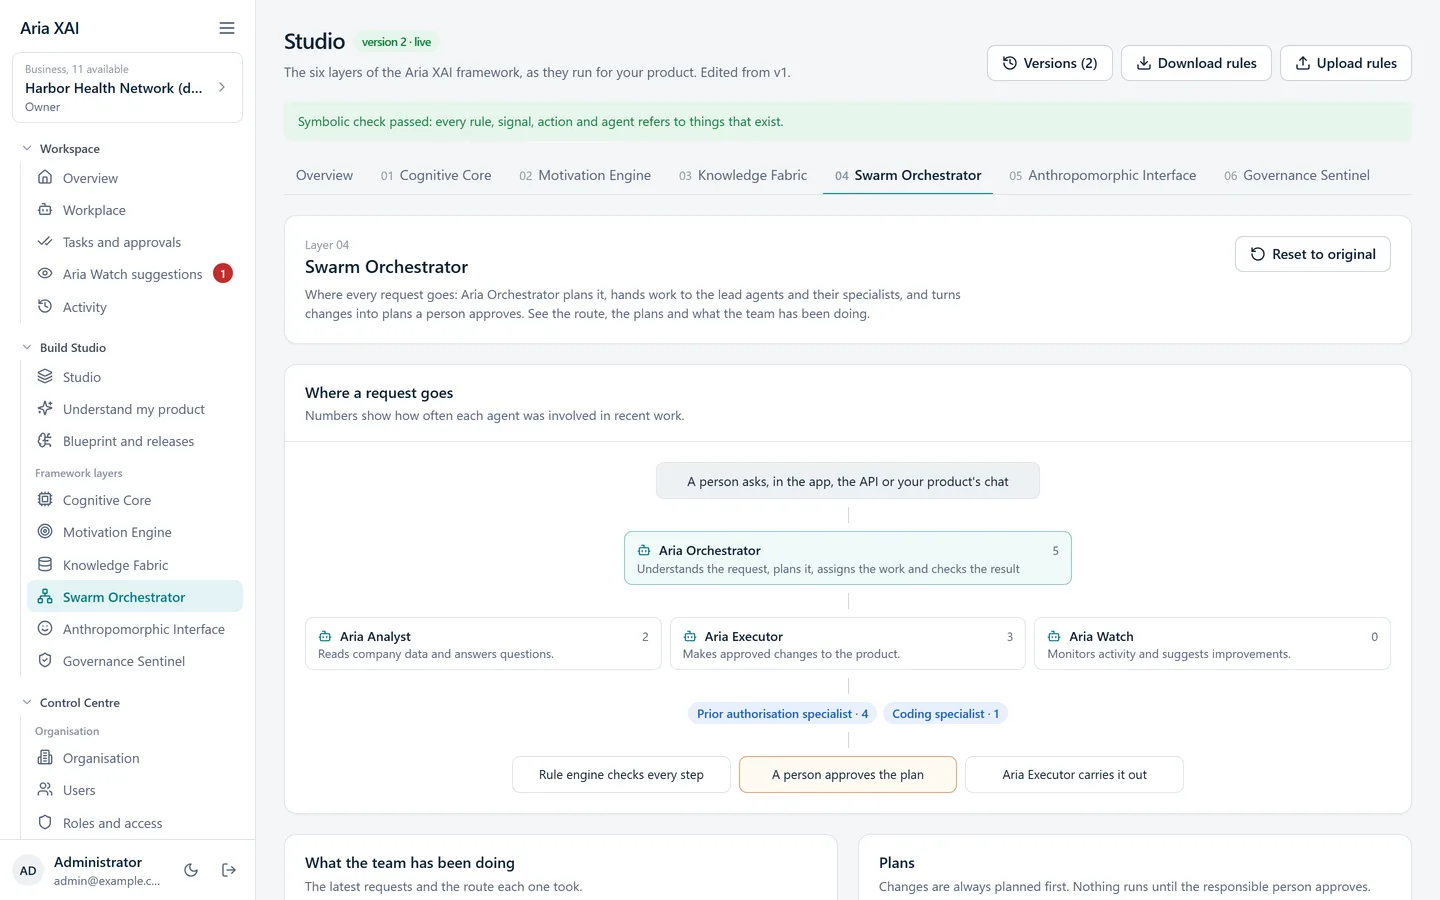 Aria XAI
Business, 11 available
Harbor Health Network (d...
Owner
Workspace
Overview
Workplace
Tasks and approvals
Aria Watch suggestions 1
Activity
Build Studio
Studio
Understand my product
Blueprint and releases
Framework layers
Cognitive Core
Motivation Engine
Knowledge Fabric
Swarm Orchestrator
Anthropomorphic Interface
Governance Sentinel
Control Centre
Organisation
Organisation
Users
Roles and access
AD
Administrator
admin@example.c...
Studio version 2 · live
The six layers of the Aria XAI framework, as they run for your product. Edited from v1.
Versions (2) Download rules Upload rules
Symbolic check passed: every rule, signal, action and agent refers to things that exist.
Overview 01 Cognitive Core 02 Motivation Engine 03 Knowledge Fabric 04 Swarm Orchestrator 05 Anthropomorphic Interface 06 Governance Sentinel
Layer 04
Swarm Orchestrator
Where every request goes: Aria Orchestrator plans it, hands work to the lead agents and their specialists, and turns
changes into plans a person approves. See the route, the plans and what the team has been doing.
Reset to original
Where a request goes
Numbers show how often each agent was involved in recent work.
A person asks, in the app, the API or your product's chat
Aria Orchestrator 5
Understands the request, plans it, assigns the work and checks the result
Aria Analyst 2
Reads company data and answers questions.
Aria Executor 3
Makes approved changes to the product.
Aria Watch 0
Monitors activity and suggests improvements.
Prior authorisation specialist · 4 Coding specialist · 1
Rule engine checks every step
A person approves the plan
Aria Executor carries it out
What the team has been doing
The latest requests and the route each one took.
Plans
Changes are always planned first. Nothing runs until the responsible person approves.